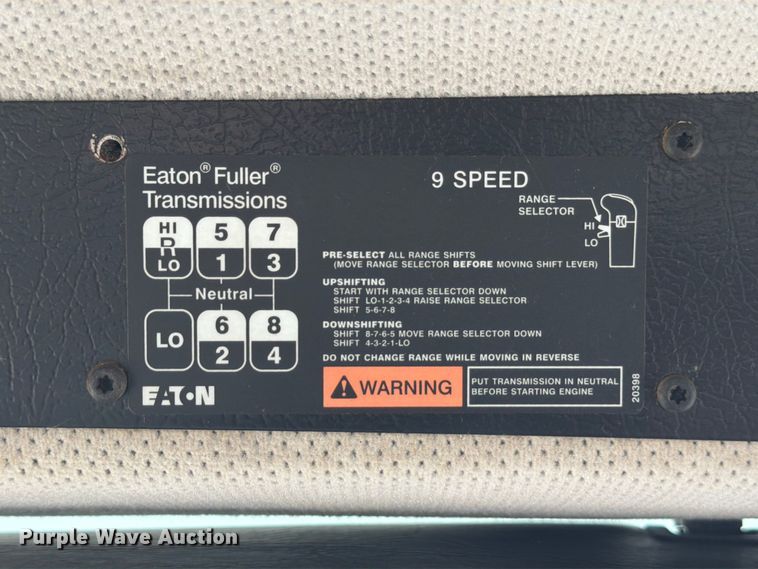 Eaton® Fuller®
Transmissions
9 SPEED
RANGE
SELECTOR
HI
LO
HI
R
LO
5
1
7
3
Neutral
LO
6
2
8
4
EATON
PRE-SELECT ALL RANGE SHIFTS
(MOVE RANGE SELECTOR BEFORE MOVING SHIFT LEVER)
UPSHIFTING
START WITH RANGE SELECTOR DOWN
SHIFT LO-1-2-3-4 RAISE RANGE SELECTOR
SHIFT 5-6-7-8
DOWNSHIFTING
SHIFT 8-7-6-5 MOVE RANGE SELECTOR DOWN
SHIFT 4-3-2-1-LO
DO NOT CHANGE RANGE WHILE MOVING IN REVERSE
WARNING
PUT TRANSMISSION IN NEUTRAL
BEFORE STARTING ENGINE
20398
Purple Wave Auction